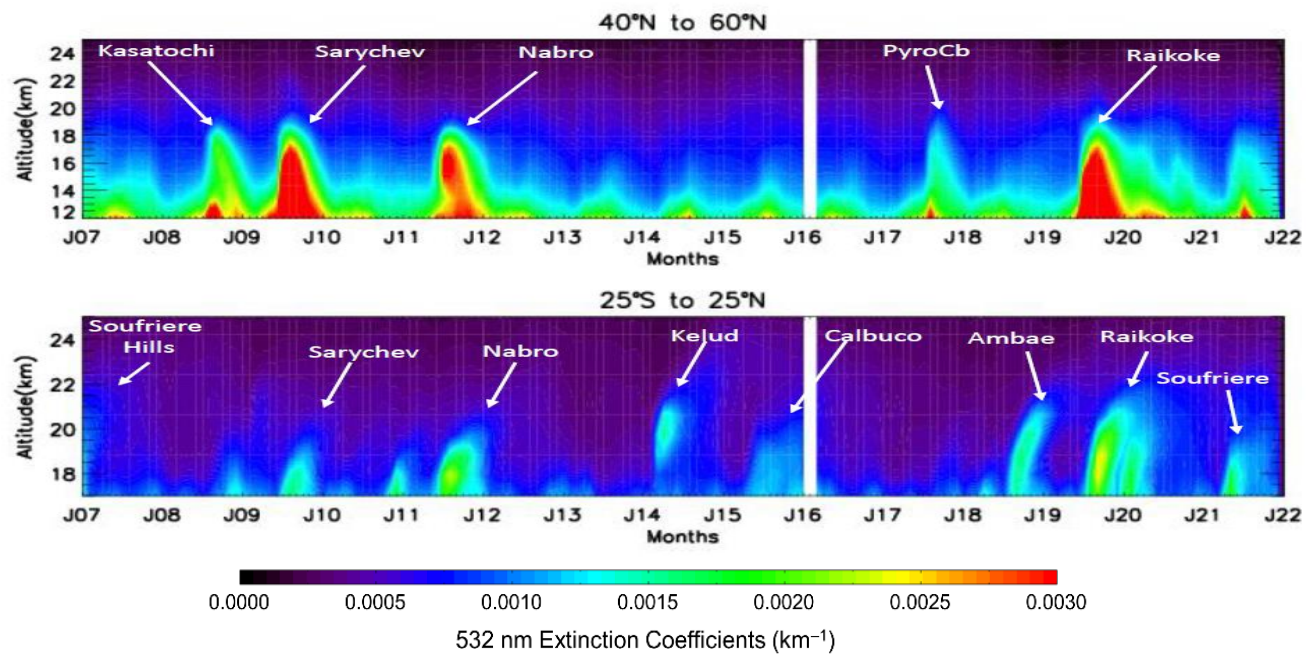 40°N to 60°N
24
22
20
18
16
14
12
Altitude(km)
Kasatochi
Sarychev
Nabro
PyroCb
Raikoke
J07 J08 J09 J10 J11 J12 J13 J14 J15 J16 J17 J18 J19 J20 J21 J22
Months
25°S to 25°N
24
22
20
18
Altitude(km)
Soufriere
Hills
Sarychev
Nabro
Kelud
Calbuco
Ambae
Raikoke
Soufriere
J07 J08 J09 J10 J11 J12 J13 J14 J15 J16 J17 J18 J19 J20 J21 J22
Months
0.0000 0.0005 0.0010 0.0015 0.0020 0.0025 0.0030
532 nm Extinction Coefficients (km⁻¹)